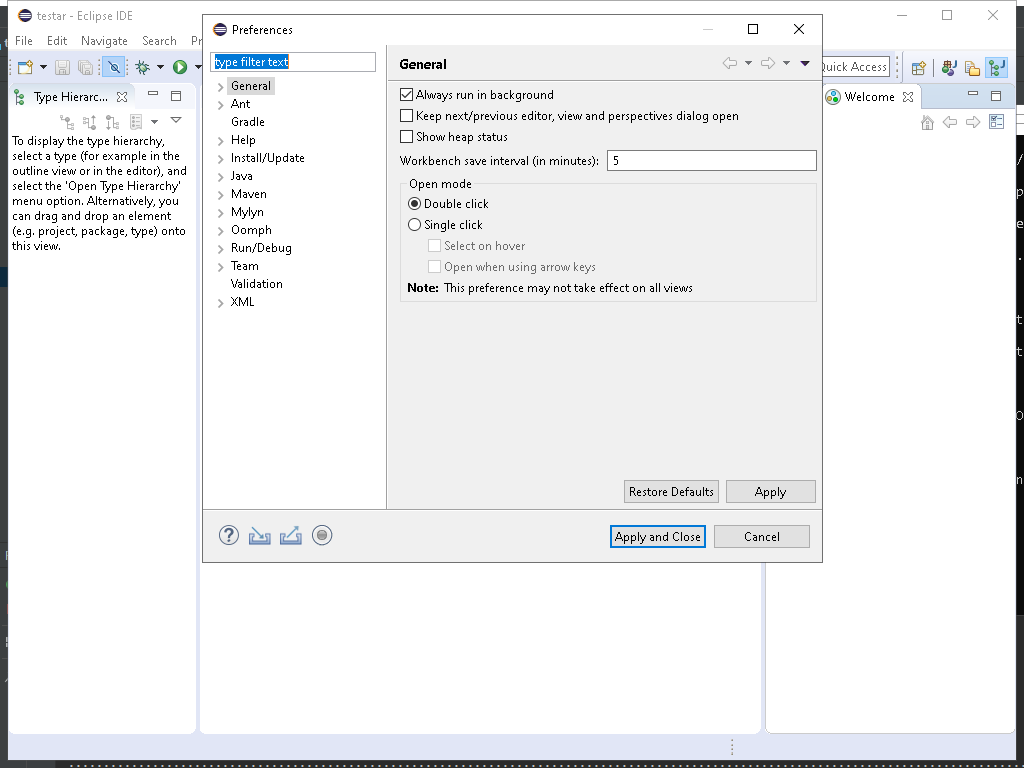 testar - Eclipse IDE
File Edit Navigate Search
Quick Access
Type Hierarc...
To display the type hierarchy,
select a type (for example in the
outline view or in the editor), and
select the 'Open Type Hierarchy'
menu option. Alternatively, you
can drag and drop an element
(e.g. project, package, type) onto
this view.
Preferences
type filter text
General
Ant
Gradle
Help
Install/Update
Java
Maven
Mylyn
Oomph
Run/Debug
Team
Validation
XML
General
Always run in background
Keep next/previous editor, view and perspectives dialog open
Show heap status
Workbench save interval (in minutes): 5
Open mode
Double click
Single click
Select on hover
Open when using arrow keys
Note: This preference may not take effect on all views
Restore Defaults Apply
Apply and Close Cancel
Welcome